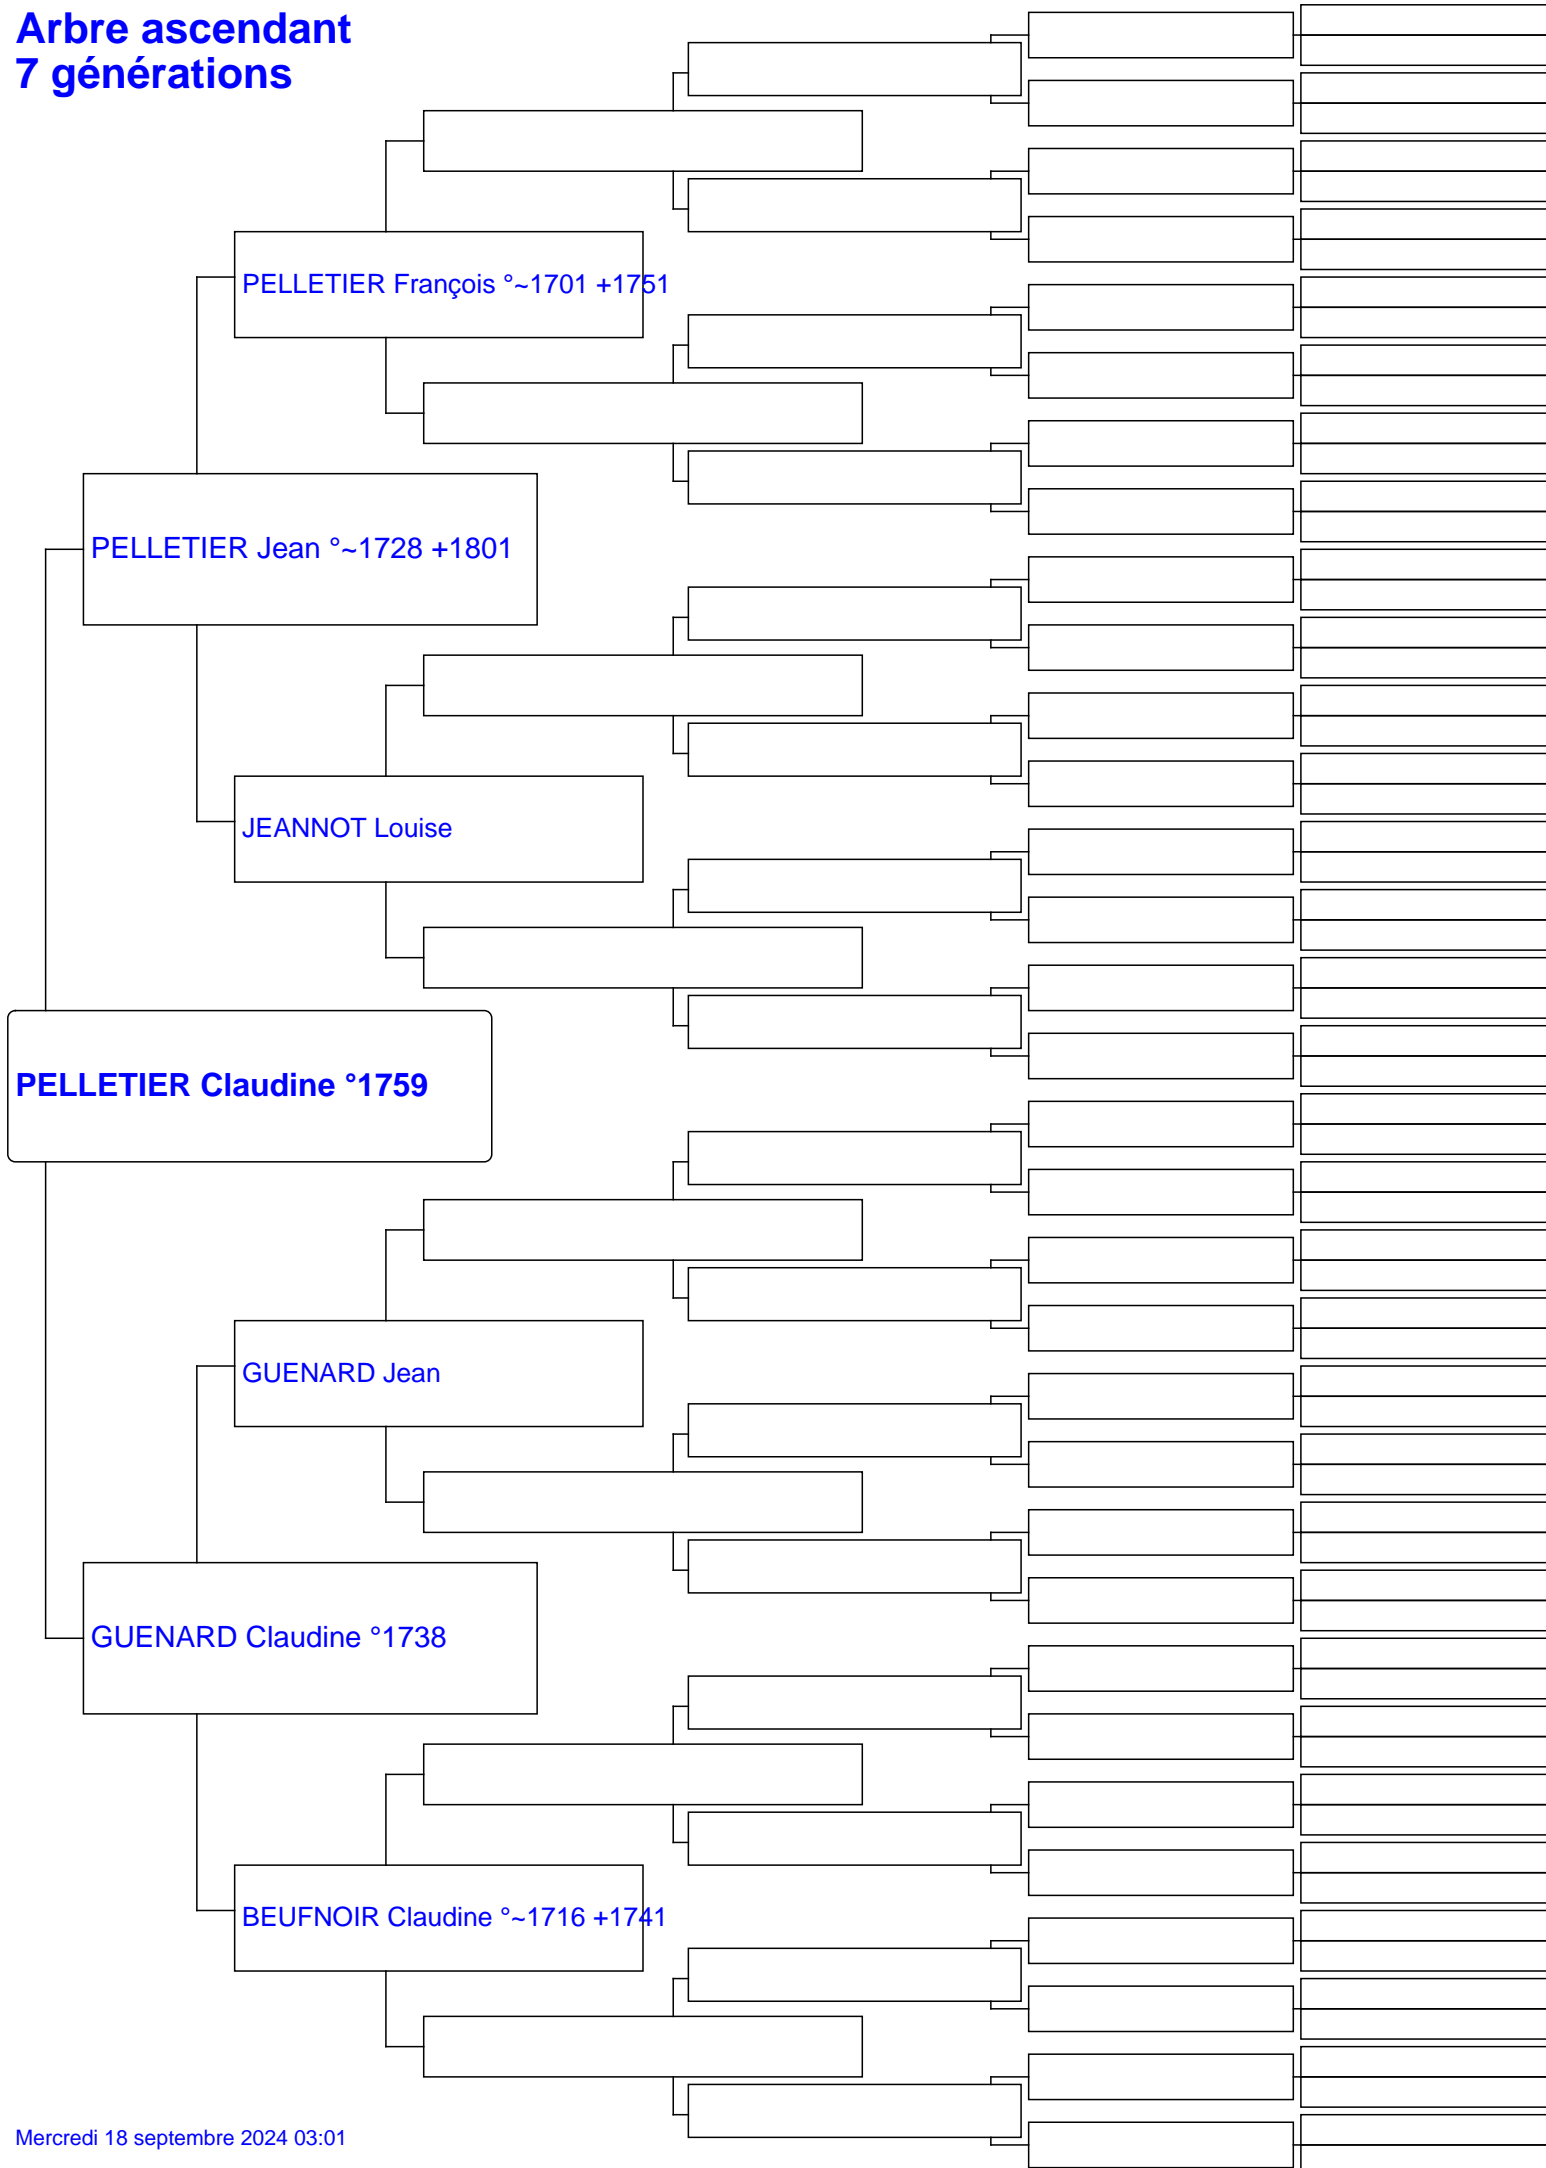 Arbre ascendant
7 générations
PELLETIER François °~1701 +1751
PELLETIER Jean °~1728 +1801
JEANNOT Louise
PELLETIER Claudine °1759
GUENARD Jean
GUENARD Claudine °1738
BEUFNOIR Claudine °~1716 +1741
Mercredi 18 septembre 2024 03:01